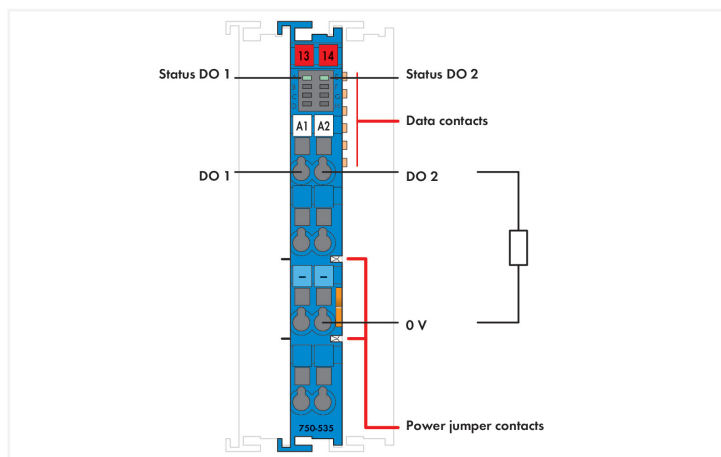 13 14
Status DO 1
Status DO 2
Data contacts
A1 A2
DO 1
DO 2
– –
0 V
Power jumper contacts
750-535